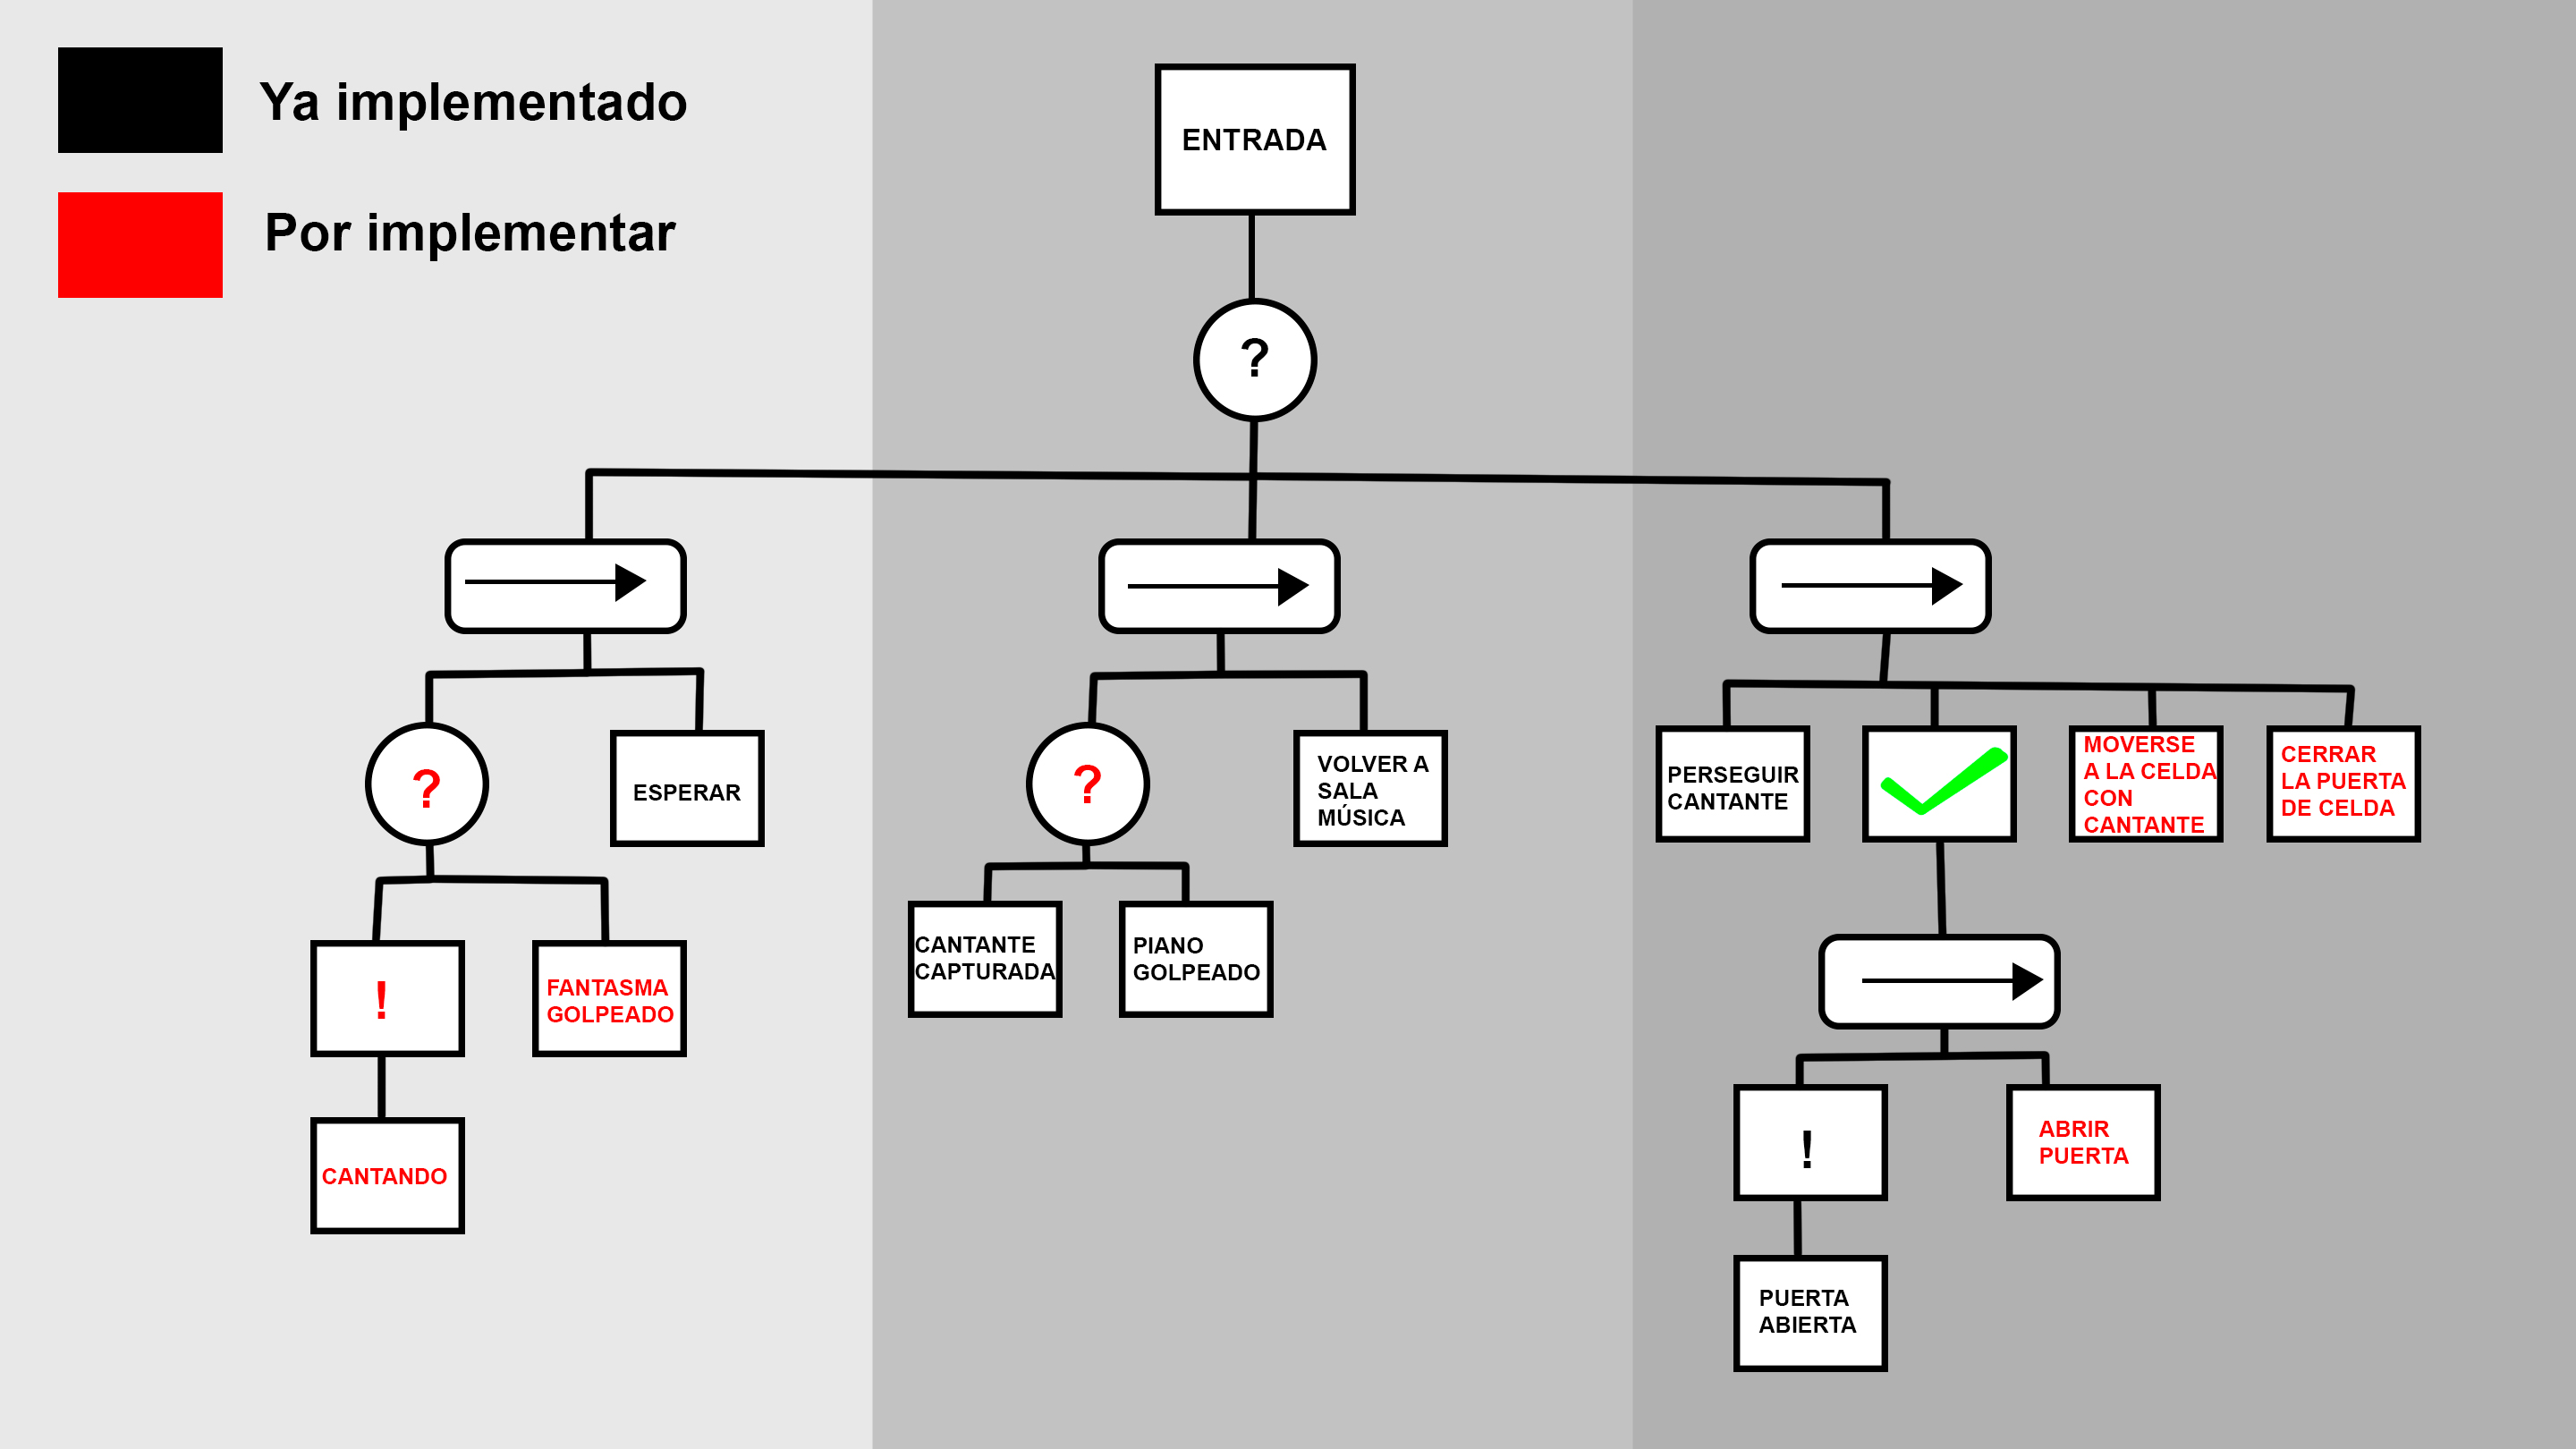 Ya implementado
Por implementar
ENTRADA
?
?
ESPERAR
!
FANTASMA
GOLPEADO
CANTANDO
?
VOLVER A
SALA
MÚSICA
CANTANTE
CAPTURADA
PIANO
GOLPEADO
PERSEGUIR
CANTANTE
MOVERSE
A LA CELDA
CON
CANTANTE
CERRAR
LA PUERTA
DE CELDA
!
ABRIR
PUERTA
PUERTA
ABIERTA